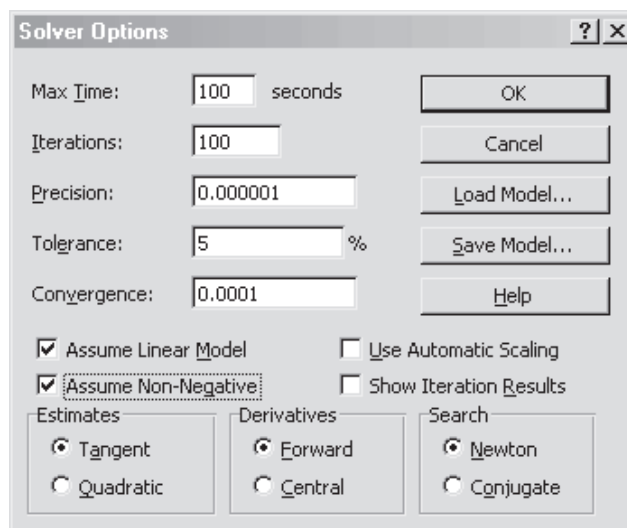 Solver Options
Max Time: 100 seconds OK
Iterations: 100 Cancel
Precision: 0.000001 Load Model...
Tolerance: 5 % Save Model...
Convergence: 0.0001 Help
Assume Linear Model Use Automatic Scaling
Assume Non-Negative Show Iteration Results
Estimates Derivatives Search
Tangent Forward Newton
Quadratic Central Conjugate